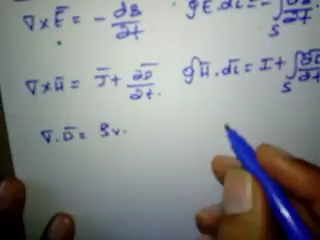 ∇×Ē = -∂B/∂t ∮E.dl = -∫S ∂B/∂t
∇×H̄ = J̄ + ∂D̄/∂t. ∮H̄.dl = I + ∫S ∂D/∂t
∇.D̄ = ρv.